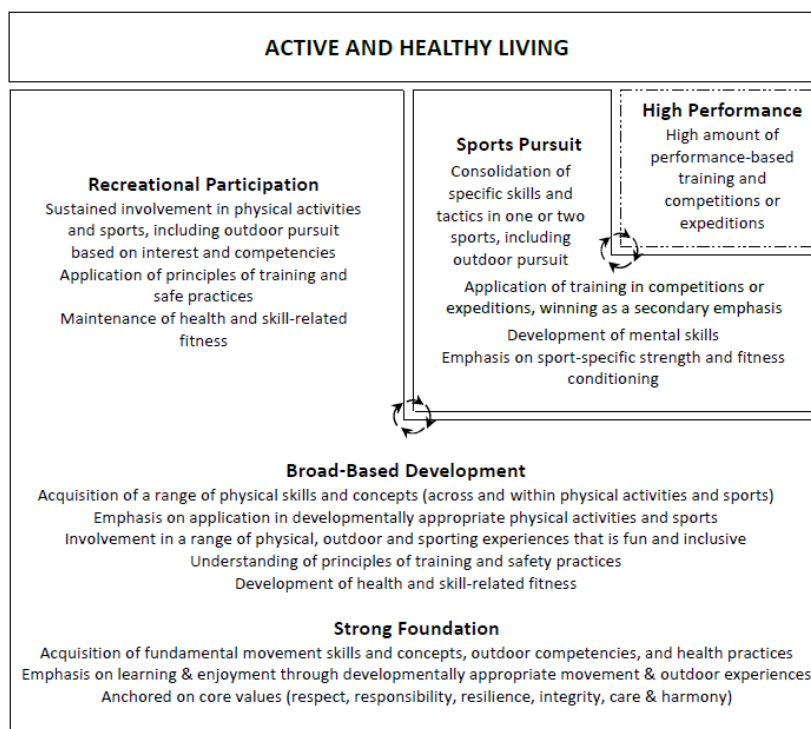 ACTIVE AND HEALTHY LIVING
High Performance
High amount of
performance-based
training and
competitions or
expeditions
Sports Pursuit
Consolidation of
specific skills and
tactics in one or two
sports, including
outdoor pursuit
Application of training in competitions or
expeditions, winning as a secondary emphasis
Development of mental skills
Emphasis on sport-specific strength and fitness
conditioning
Recreational Participation
Sustained involvement in physical activities
and sports, including outdoor pursuit
based on interest and competencies
Application of principles of training and
safe practices
Maintenance of health and skill-related
fitness
Broad-Based Development
Acquisition of a range of physical skills and concepts (across and within physical activities and sports)
Emphasis on application in developmentally appropriate physical activities and sports
Involvement in a range of physical, outdoor and sporting experiences that is fun and inclusive
Understanding of principles of training and safety practices
Development of health and skill-related fitness
Strong Foundation
Acquisition of fundamental movement skills and concepts, outdoor competencies, and health practices
Emphasis on learning & enjoyment through developmentally appropriate movement & outdoor experiences
Anchored on core values (respect, responsibility, resilience, integrity, care & harmony)